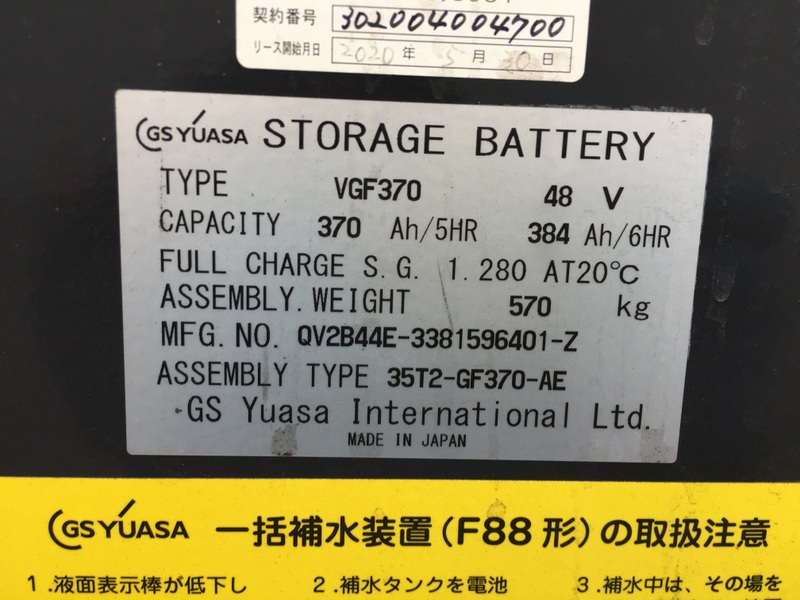 契約番号 302004004700
リース開始月日 2020 年 5 月 30 日
GS YUASA STORAGE BATTERY
TYPE VGF370 48 V
CAPACITY 370 Ah/5HR 384 Ah/6HR
FULL CHARGE S.G. 1.280 AT20℃
ASSEMBLY.WEIGHT 570 kg
MFG.NO. QV2B44E-3381596401-Z
ASSEMBLY TYPE 35T2-GF370-AE
GS Yuasa International Ltd.
MADE IN JAPAN
GS YUASA 一括補水装置(F88 形)の取扱注意
1.液面表示棒が低下し 2.補水タンクを電池 3.補水中は、その場を